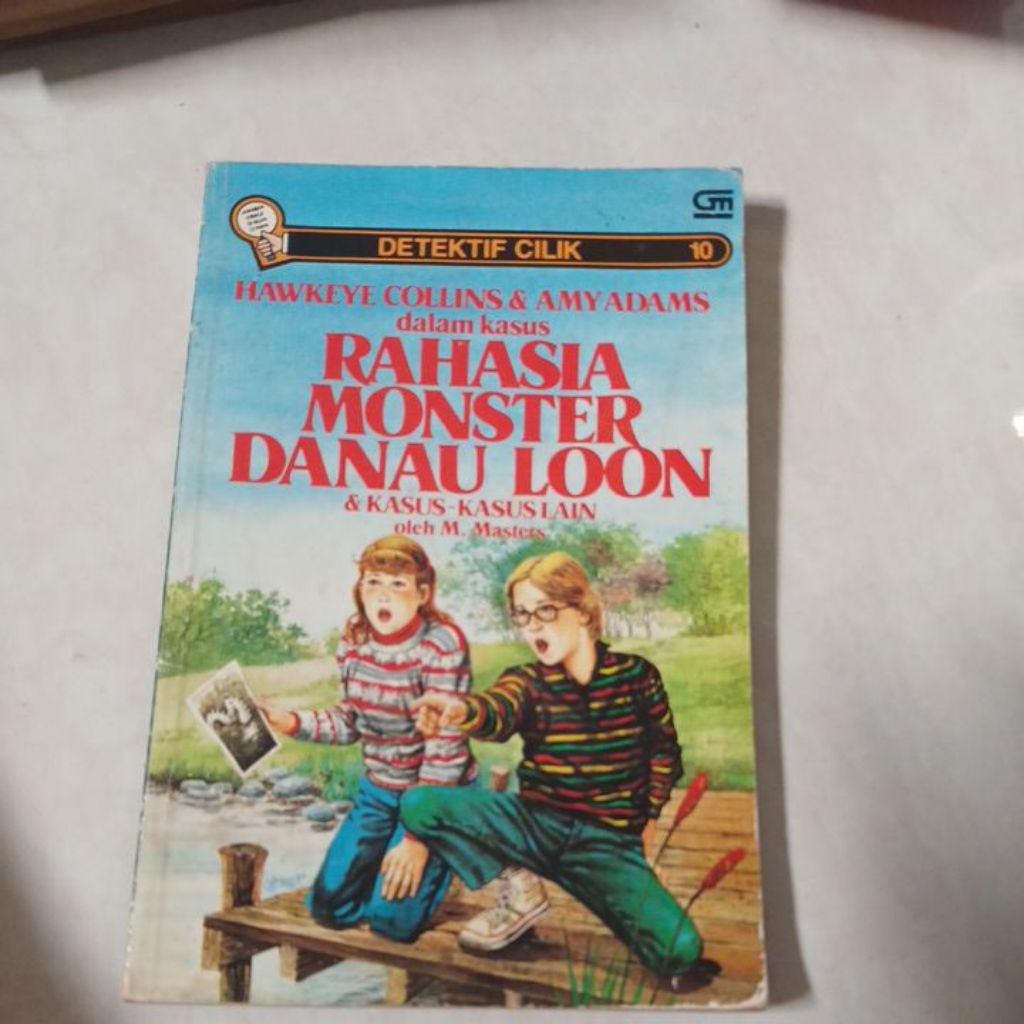 GM
DETEKTIF CILIK 10
HAWKEYE COLLINS & AMY ADAMS
dalam kasus
RAHASIA
MONSTER
DANAU LOON
& KASUS-KASUS LAIN
oleh M. Masters